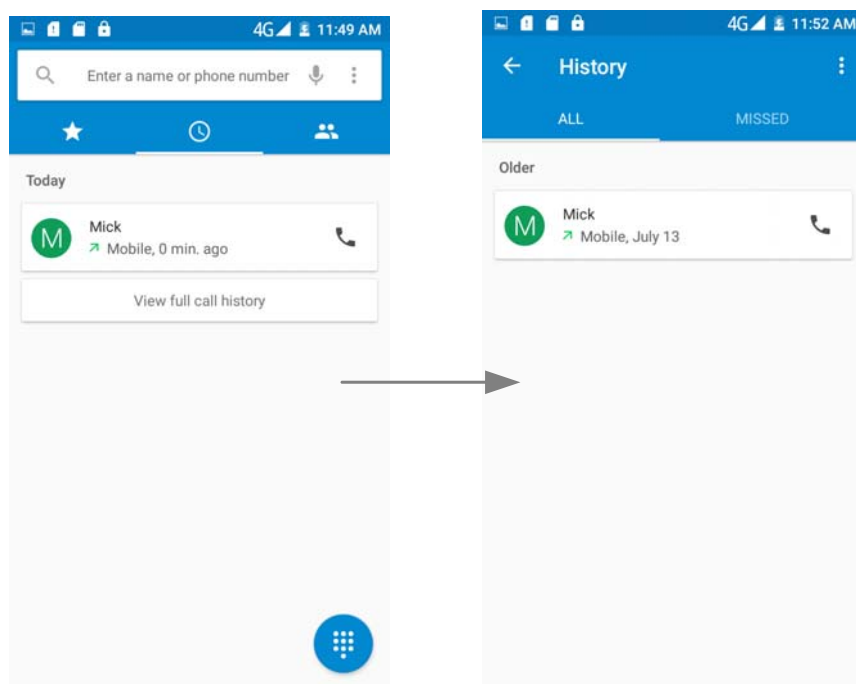 4G 11:49 AM
Enter a name or phone number
Today
M
Mick
Mobile, 0 min. ago
View full call history
4G 11:52 AM
History
ALL MISSED
Older
M
Mick
Mobile, July 13